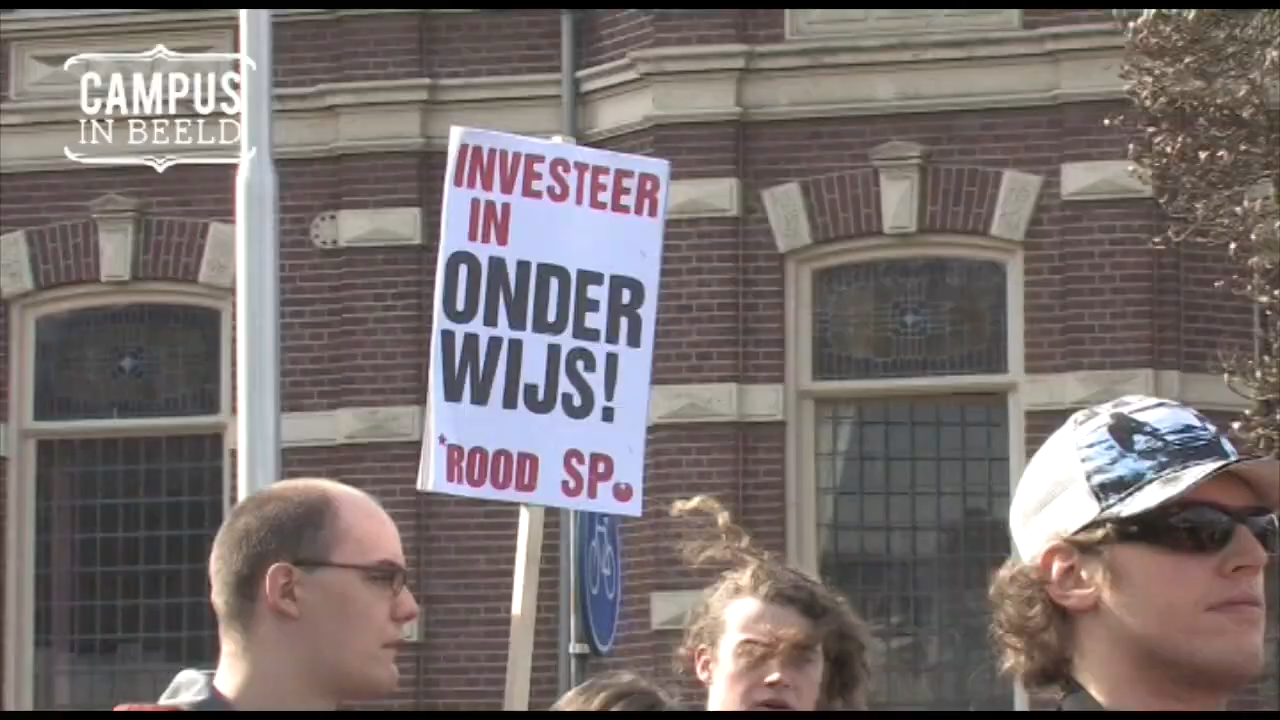 CAMPUS
IN BEELD
INVESTEER
IN
ONDER
WIJS!
*ROOD SP